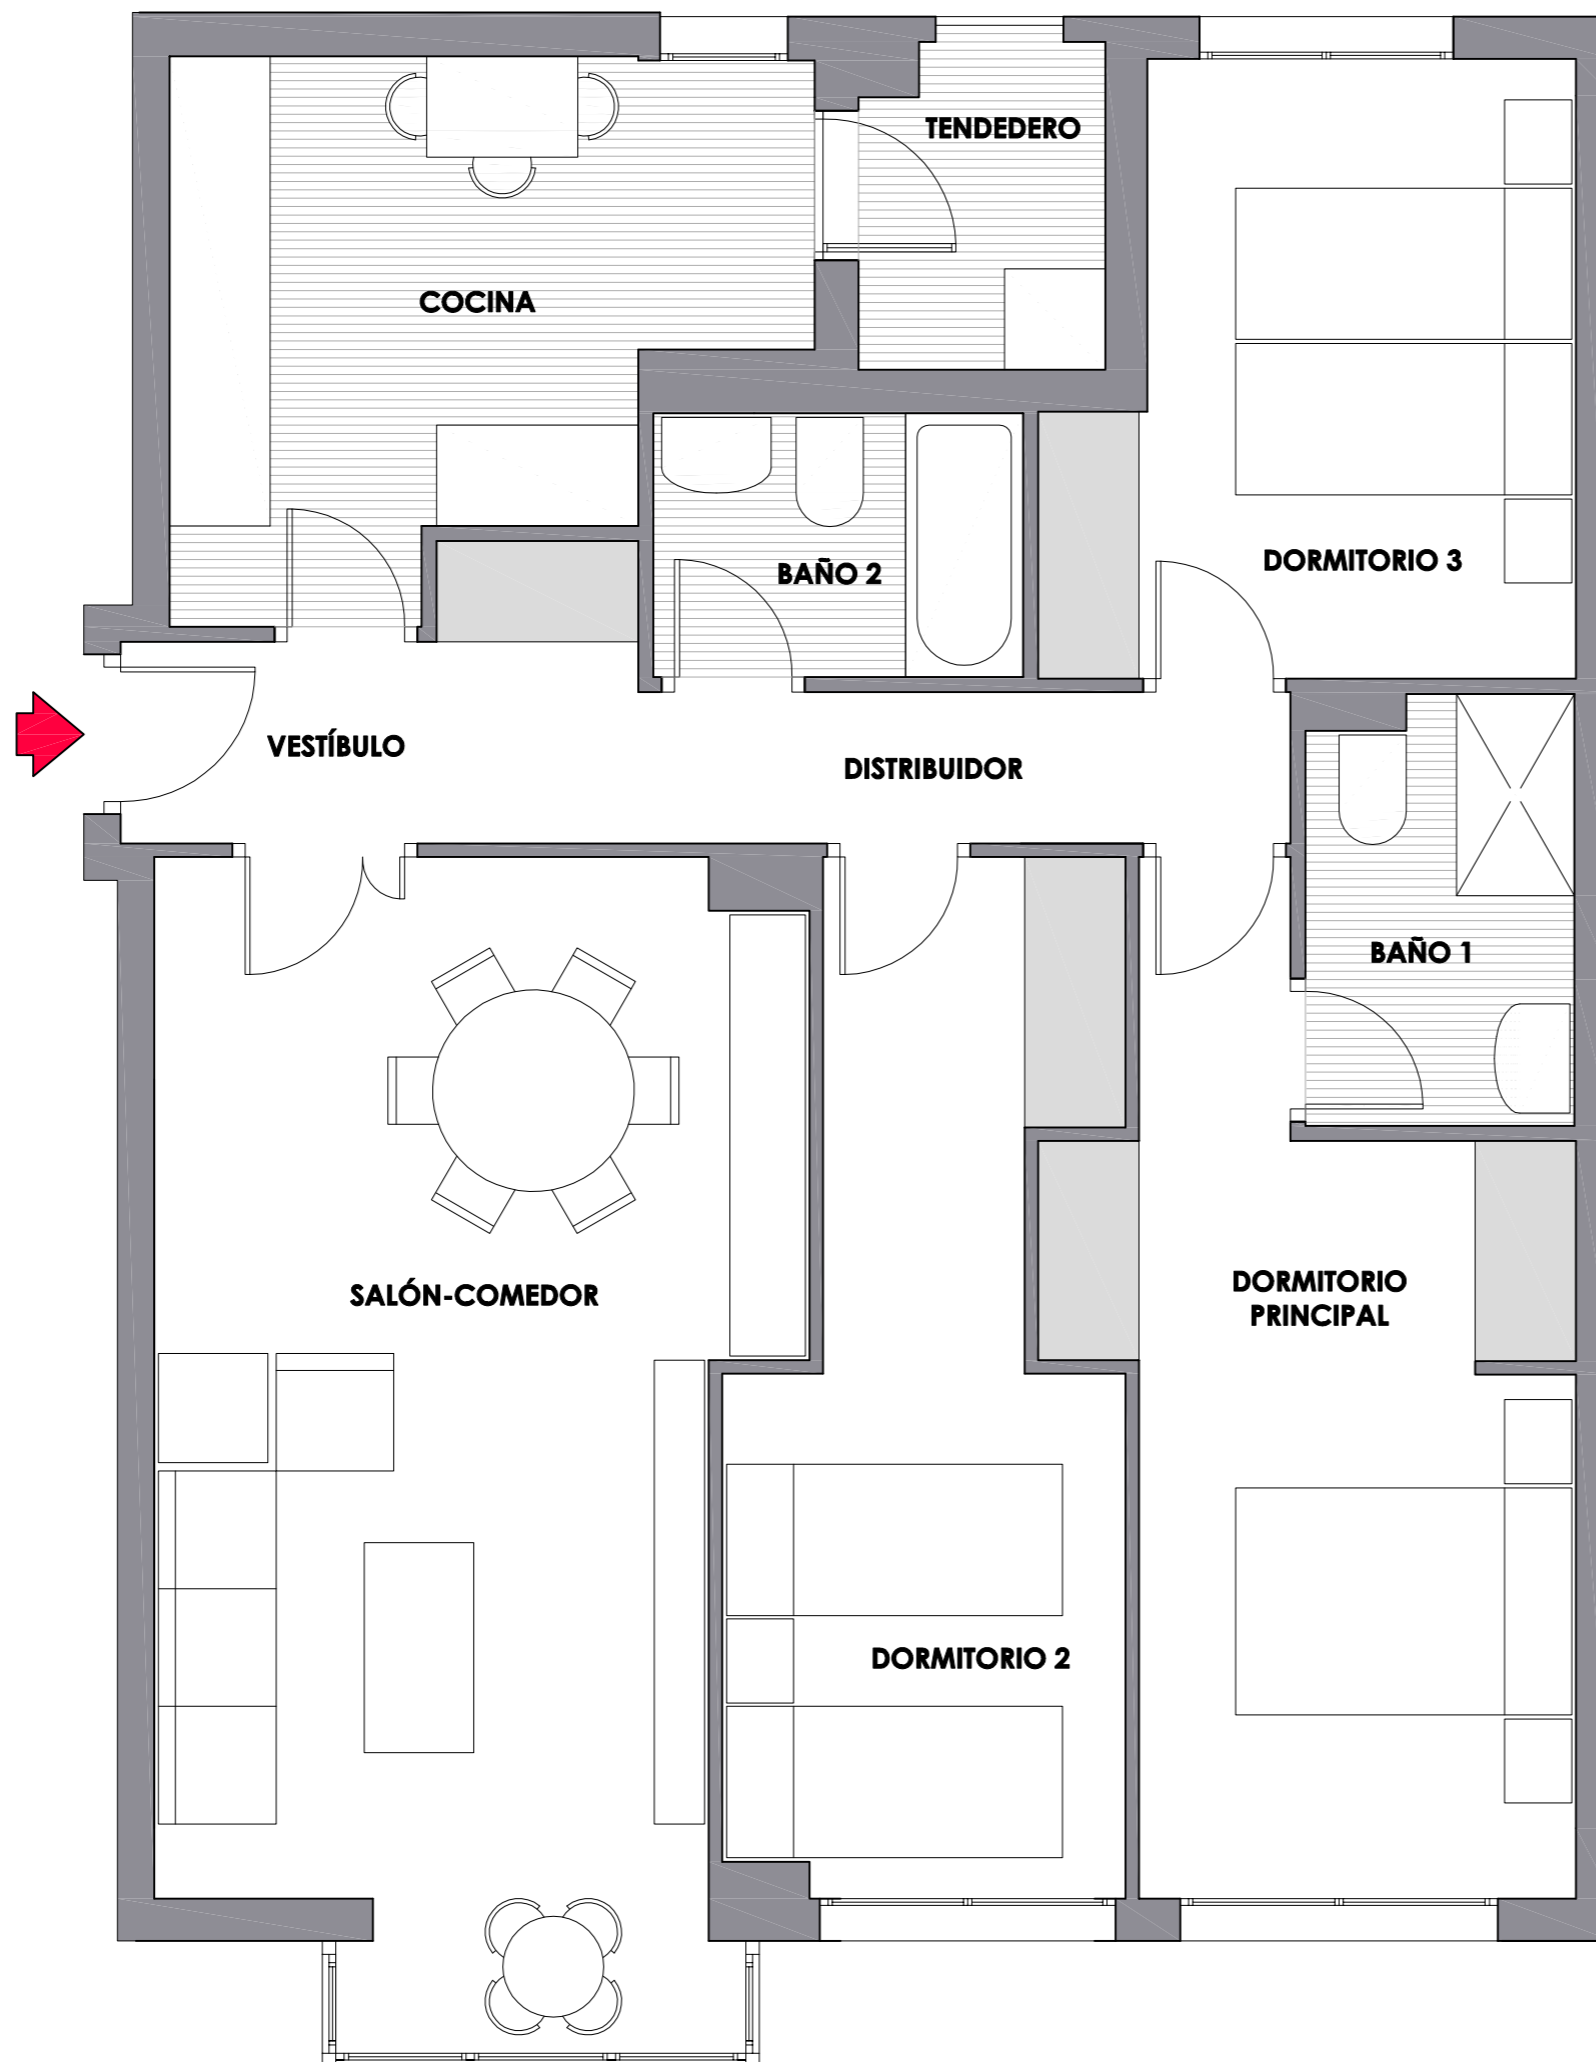 TENDEDERO
COCINA
DORMITORIO 3
BAÑO 2
VESTÍBULO
DISTRIBUIDOR
BAÑO 1
SALÓN-COMEDOR
DORMITORIO
PRINCIPAL
DORMITORIO 2